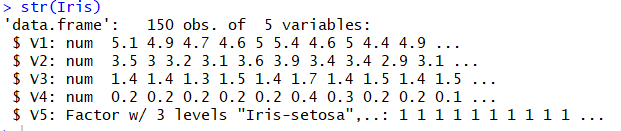 > str(Iris)
'data.frame':   150 obs. of  5 variables:
 $ V1: num  5.1 4.9 4.7 4.6 5 5.4 4.6 5 4.4 4.9 ...
 $ V2: num  3.5 3 3.2 3.1 3.6 3.9 3.4 3.4 2.9 3.1 ...
 $ V3: num  1.4 1.4 1.3 1.5 1.4 1.7 1.4 1.5 1.4 1.5 ...
 $ V4: num  0.2 0.2 0.2 0.2 0.2 0.4 0.3 0.2 0.2 0.1 ...
 $ V5: Factor w/ 3 levels "Iris-setosa",..: 1 1 1 1 1 1 1 1 1 1 ...